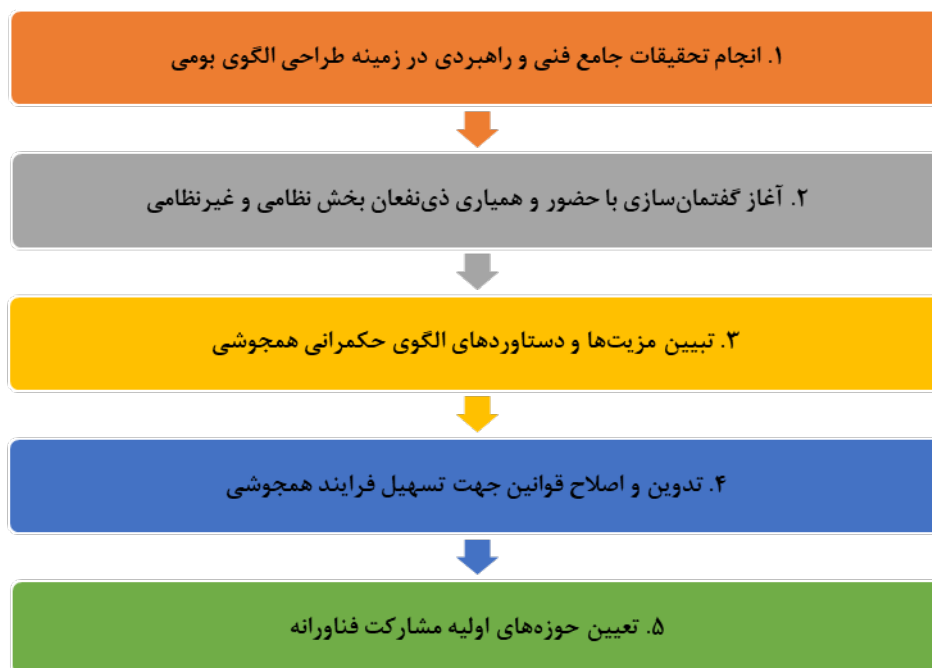 ۱. انجام تحقیقات جامع فنی و راهبردی در زمینه طراحی الگوی بومی
۲. آغاز گفتمان‌سازی با حضور و همیاری ذی‌نفعان بخش نظامی و غیرنظامی
۳. تبیین مزیت‌ها و دستاوردهای الگوی حکمرانی همجوشی
۴. تدوین و اصلاح قوانین جهت تسهیل فرایند همجوشی
۵. تعیین حوزه‌های اولیه مشارکت فناورانه